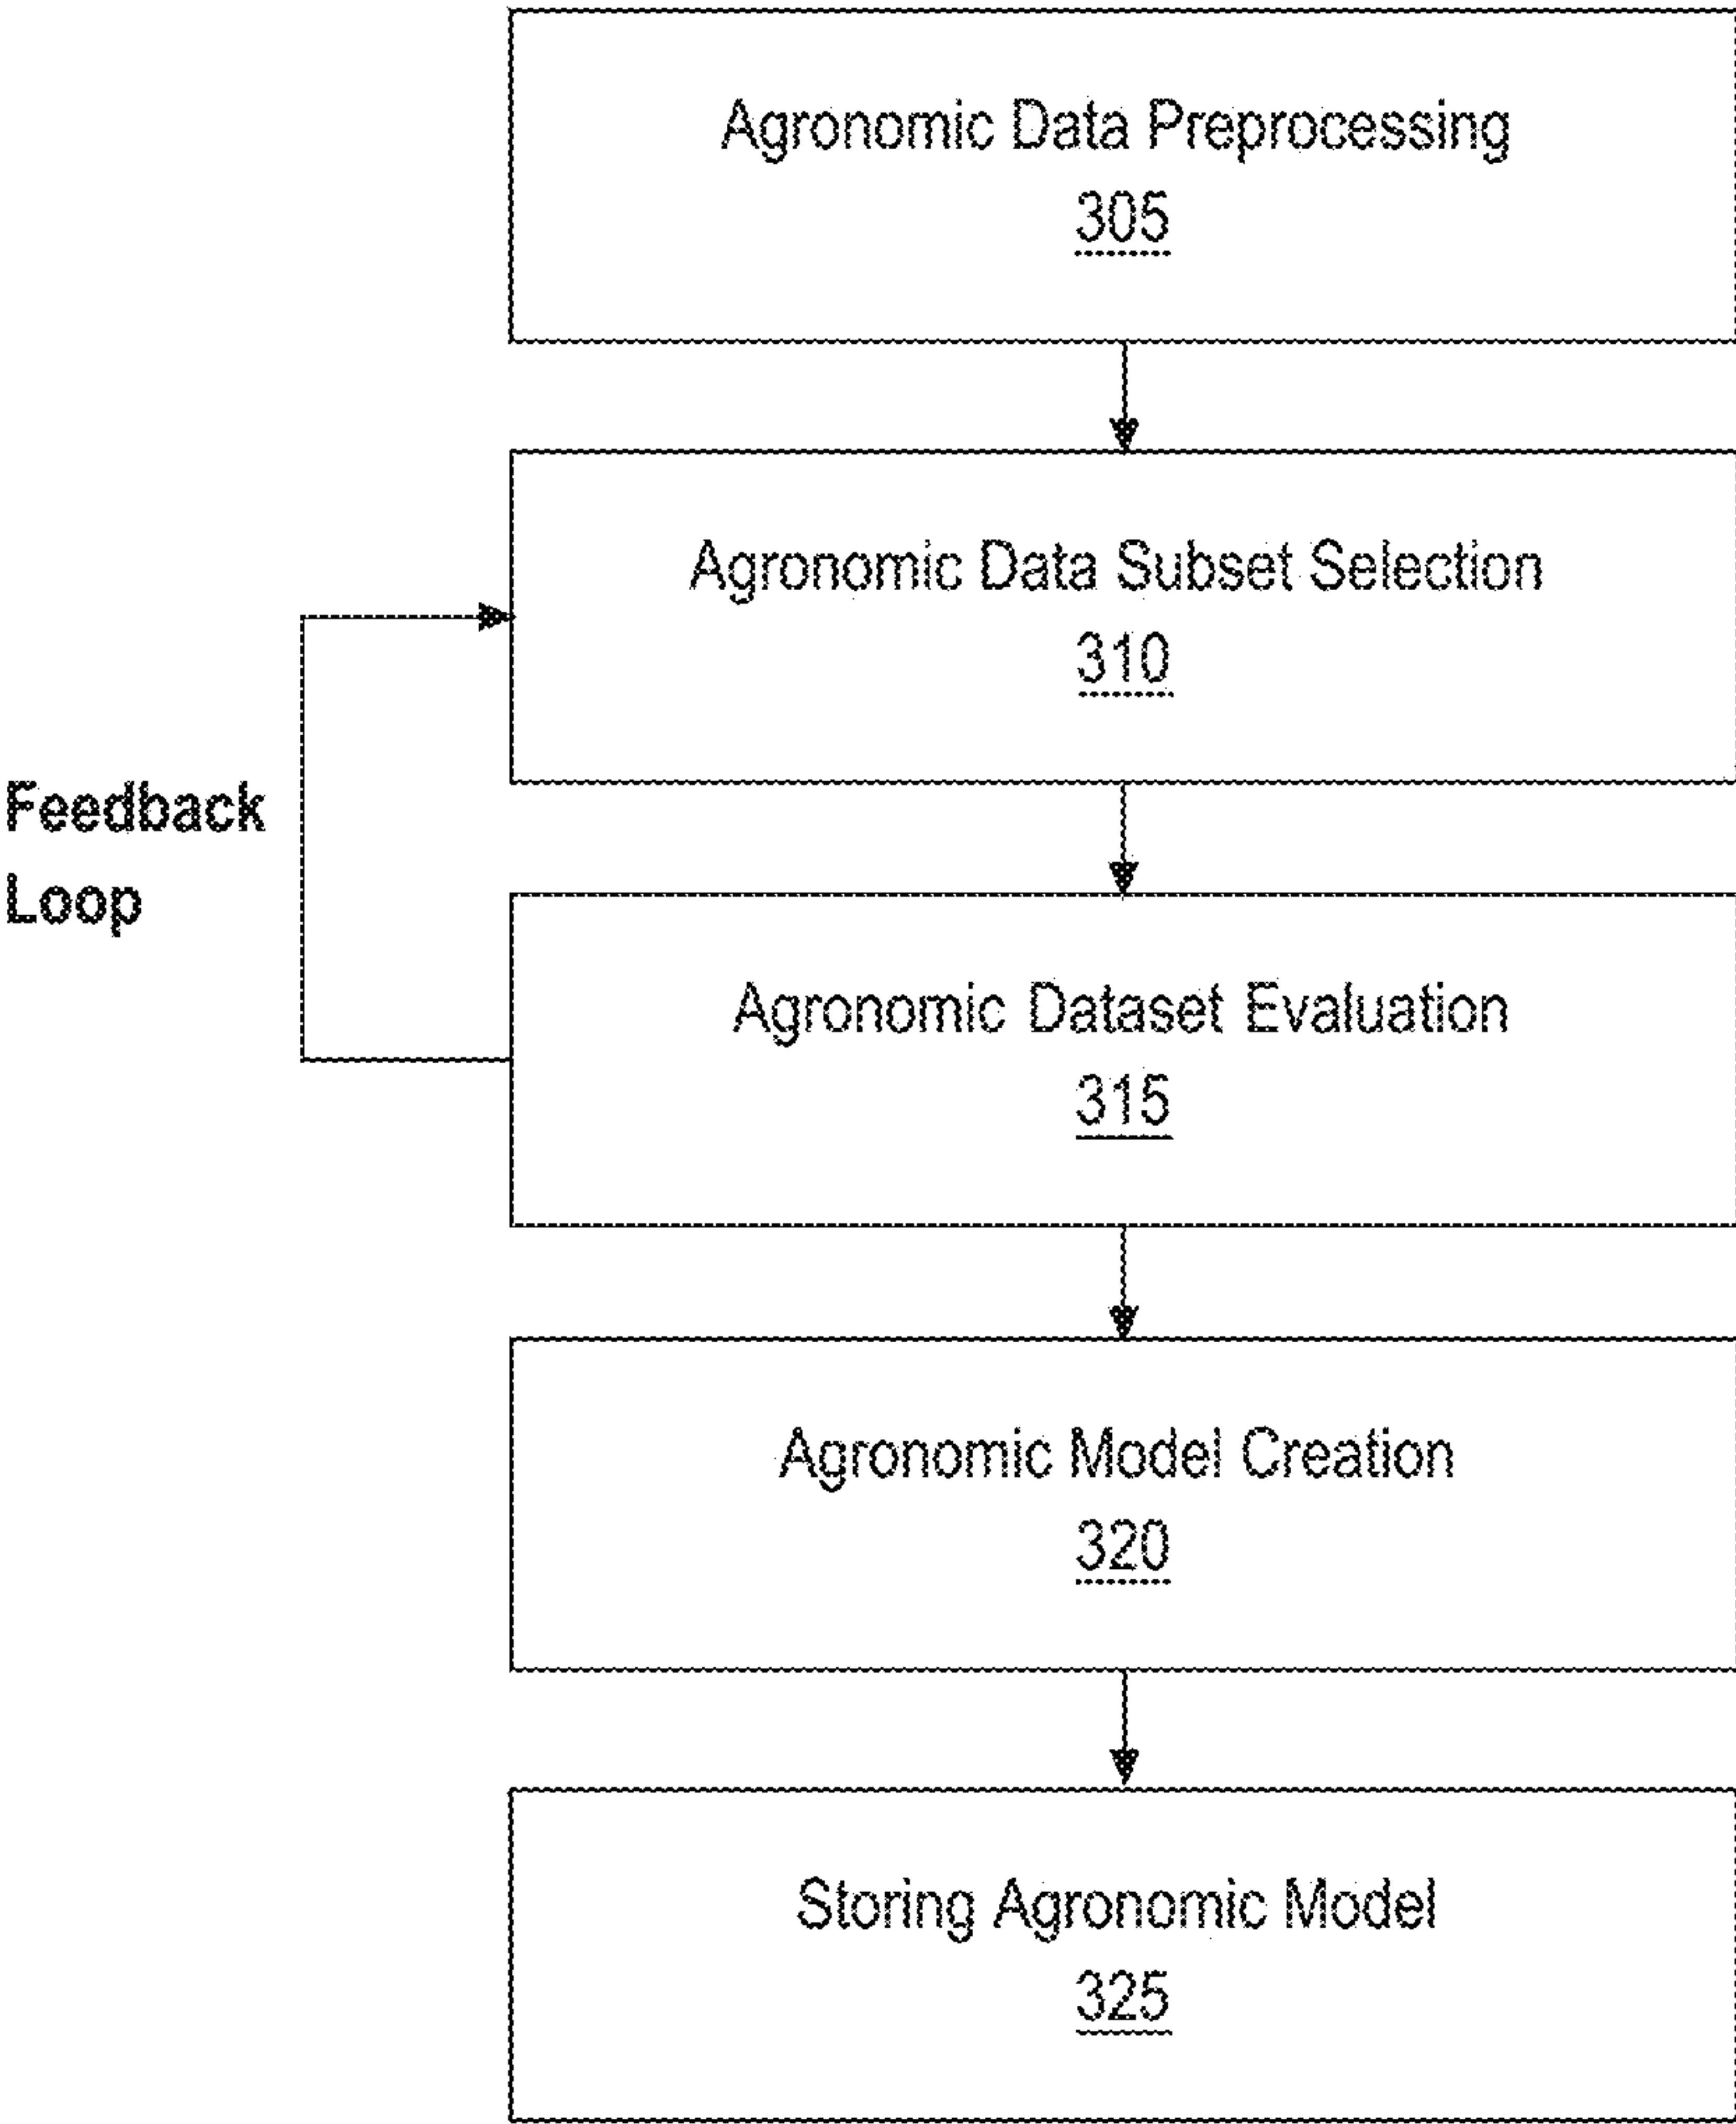 Agronomic Data Preprocessing
305
Agronomic Data Subset Selection
310
Feedback
Loop
Agronomic Dataset Evaluation
315
Agronomic Model Creation
320
Storing Agronomic Model
325